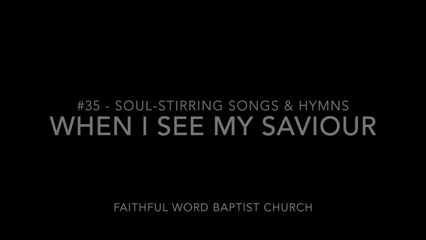 #35 - SOUL-STIRRING SONGS & HYMNS
WHEN I SEE MY SAVIOUR
FAITHFUL WORD BAPTIST CHURCH